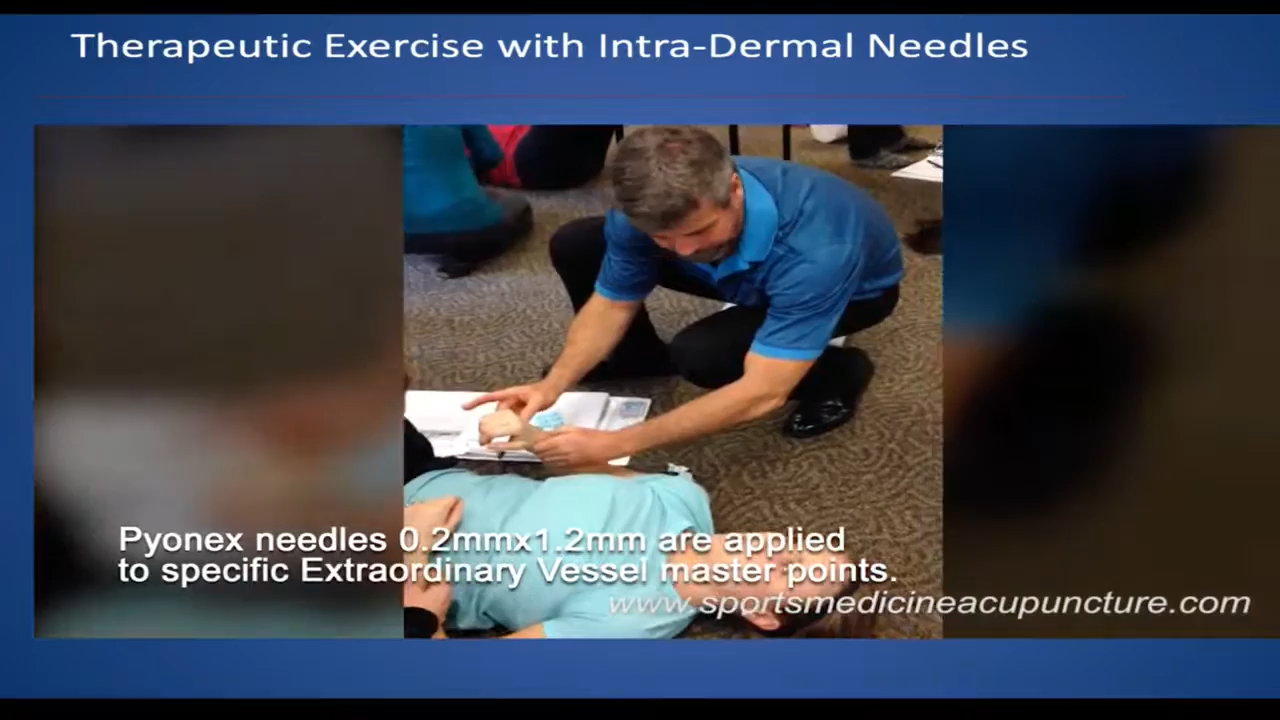 Therapeutic Exercise with Intra-Dermal Needles
Pyonex needles 0.2mmx1.2mm are applied
to specific Extraordinary Vessel master points.
www.sportsmedicineacupuncture.com